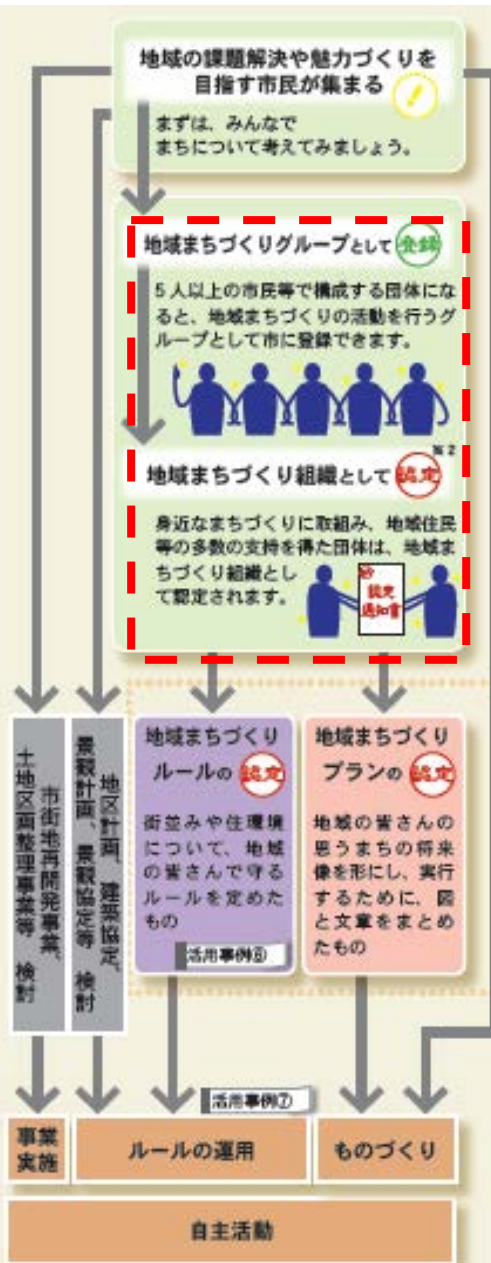 地域の課題解決や魅力づくりを
目指す市民が集まる
まずは、みんなで
まちについて考えてみましょう。
地域まちづくりグループとして 登録
5人以上の市民等で構成する団体にな
ると、地域まちづくりの活動を行うグ
ループとして市に登録できます。
※2
地域まちづくり組織として 認定
身近なまちづくりに取組み、地域住民
等の多数の支持を得た団体は、地域ま
ちづくり組織とし
て認定されます。
認定
通知書
市街地再開発事業、
土地区画整理事業等 検討
地区計画、建築協定、
景観計画、景観協定等 検討
地域まちづくり
ルールの 認定
街並みや住環境
について、地域
の皆さんで守る
ルールを定めた
もの
活用事例⑥
地域まちづくり
プランの 認定
地域の皆さんの
思うまちの将来
像を形にし、実行
するために、図
と文章をまとめ
たもの
活用事例⑦
事業
実施
ルールの運用
ものづくり
自主活動